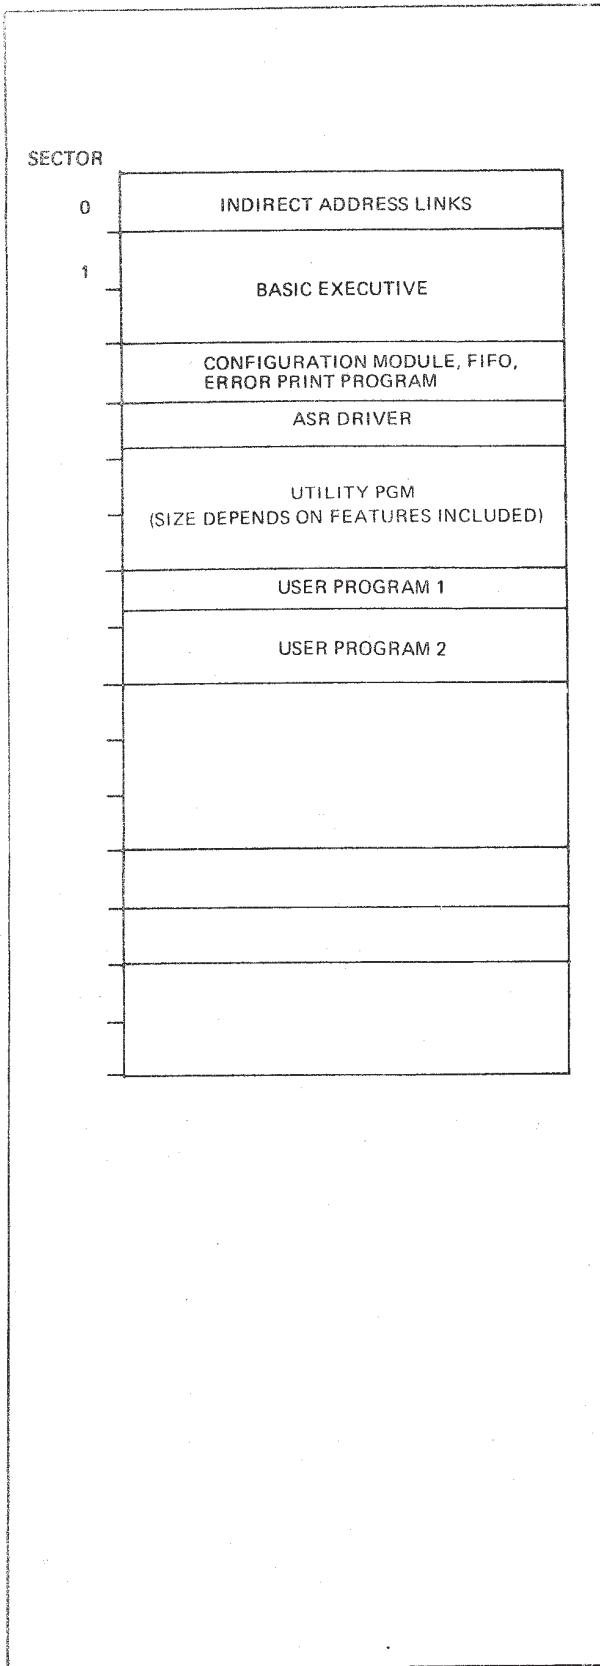 SECTOR
0
INDIRECT ADDRESS LINKS
1
BASIC EXECUTIVE
CONFIGURATION MODULE, FIFO,
ERROR PRINT PROGRAM
ASR DRIVER
UTILITY PGM
(SIZE DEPENDS ON FEATURES INCLUDED)
USER PROGRAM 1
USER PROGRAM 2